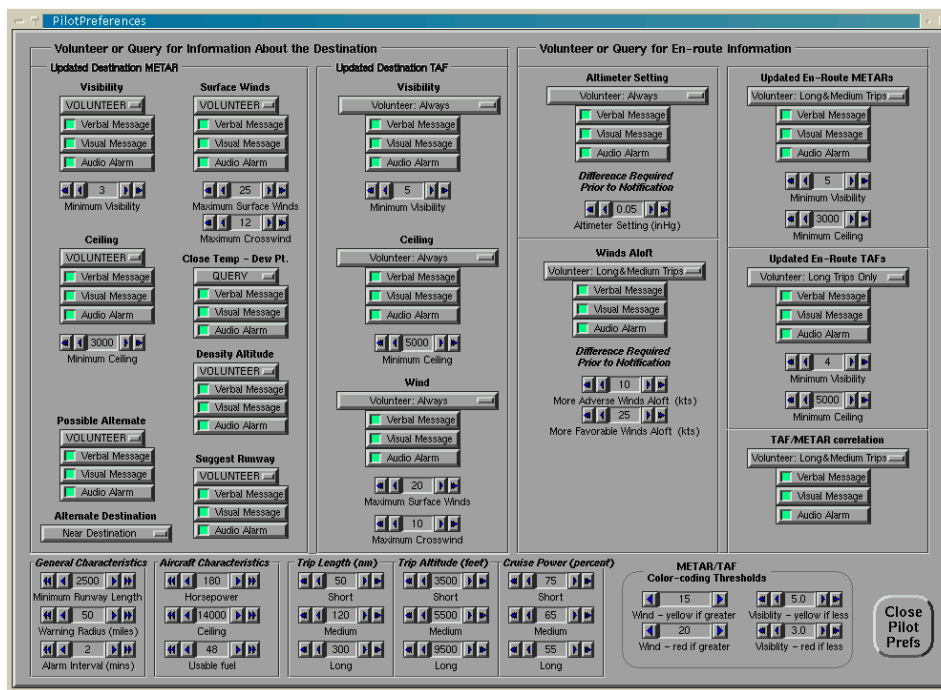 PilotPreferences
Volunteer or Query for Information About the Destination
Updated Destination METAR
Visibility
VOLUNTEER
Verbal Message
Visual Message
Audio Alarm
3
Minimum Visibility
Ceiling
VOLUNTEER
Verbal Message
Visual Message
Audio Alarm
3000
Minimum Ceiling
Possible Alternate
VOLUNTEER
Verbal Message
Visual Message
Audio Alarm
Alternate Destination
Near Destination
Surface Winds
VOLUNTEER
Verbal Message
Visual Message
Audio Alarm
25
Maximum Surface Winds
12
Maximum Crosswind
Close Temp - Dew Pt.
QUERY
Verbal Message
Visual Message
Audio Alarm
Density Altitude
VOLUNTEER
Verbal Message
Visual Message
Audio Alarm
Suggest Runway
VOLUNTEER
Verbal Message
Visual Message
Audio Alarm
Updated Destination TAF
Visibility
Volunteer: Always
Verbal Message
Visual Message
Audio Alarm
5
Minimum Visibility
Ceiling
Volunteer: Always
Verbal Message
Visual Message
Audio Alarm
5000
Minimum Ceiling
Wind
Volunteer: Always
Verbal Message
Visual Message
Audio Alarm
20
Maximum Surface Winds
10
Maximum Crosswind
Volunteer or Query for En-route Information
Altimeter Setting
Volunteer: Always
Verbal Message
Visual Message
Audio Alarm
Difference Required
Prior to Notification
0.05
Altimeter Setting (inHg)
Winds Aloft
Volunteer: Long&Medium Trips
Verbal Message
Visual Message
Audio Alarm
Difference Required
Prior to Notification
10
More Adverse Winds Aloft (kts)
25
More Favorable Winds Aloft (kts)
Updated En-Route METARs
Volunteer: Long&Medium Trips
Verbal Message
Visual Message
Audio Alarm
5
Minimum Visibility
3000
Minimum Ceiling
Updated En-Route TAFs
Volunteer: Long Trips Only
Verbal Message
Visual Message
Audio Alarm
4
Minimum Visibility
5000
Minimum Ceiling
TAF/METAR correlation
Volunteer: Long&Medium Trips
Verbal Message
Visual Message
Audio Alarm
General Characteristics
2500
Minimum Runway Length
50
Warning Radius (miles)
2
Alarm Interval (mins)
Aircraft Characteristics
180
Horsepower
14000
Ceiling
48
Usable fuel
Trip Length (nm)
50
Short
120
Medium
300
Long
Trip Altitude (feet)
3500
Short
5500
Medium
9500
Long
Cruise Power (percent)
75
Short
65
Medium
55
Long
METAR/TAF
Color-coding Thresholds
15
Wind - yellow if greater
20
Wind - red if greater
5.0
Visiblity - yellow if less
3.0
Visiblity - red if less
Close
Pilot
Prefs